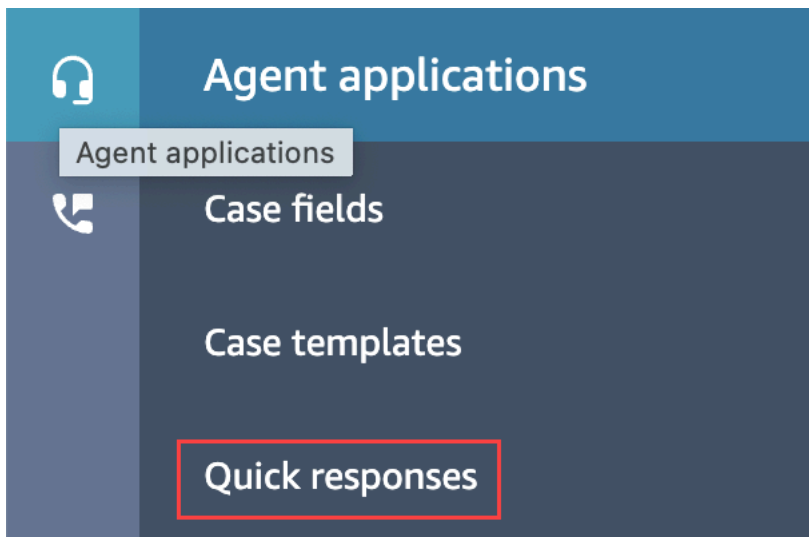 Agent applications
Agent applications
Case fields
Case templates
Quick responses